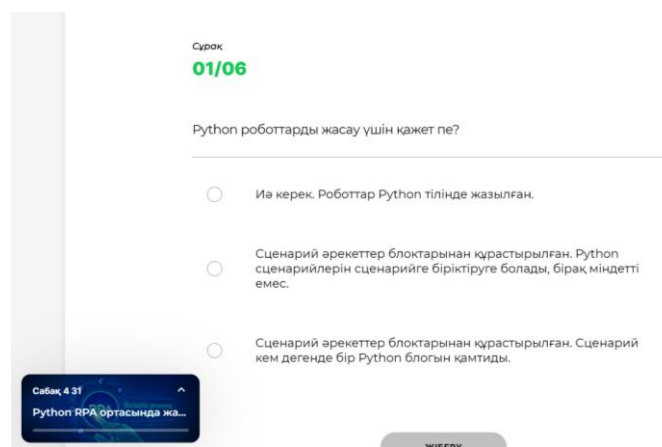 Сұрақ
01/06
Python роботтарды жасау үшін қажет пе?
Иә керек. Роботтар Python тілінде жазылған.
Сценарий әрекеттер блоктарынан құрастырылған. Python
сценарийлерін сценарийге біріктіруге болады, бірақ міндетті
емес.
Сценарий әрекеттер блоктарынан құрастырылған. Сценарий
кем дегенде бір Python блогын қамтиды.
Сабақ 4 31
Python RPA ортасында жа...
ЖІБЕРУ